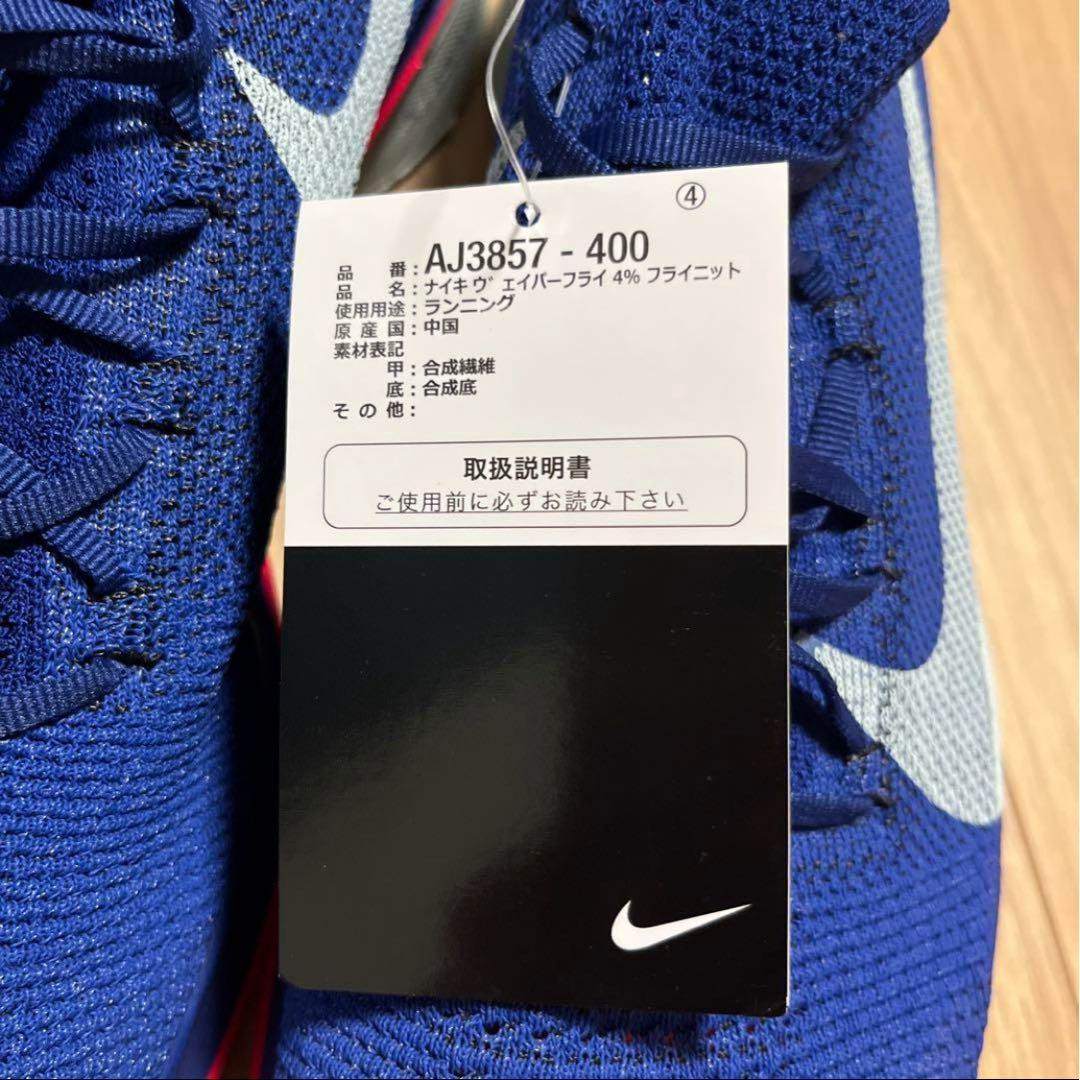 ④
品番:AJ3857 - 400
品名:ナイキ ヴェイパーフライ 4% フライニット
使用用途:ランニング
原産国:中国
素材表記
甲:合成繊維
底:合成底
その他:
取扱説明書
ご使用前に必ずお読み下さい